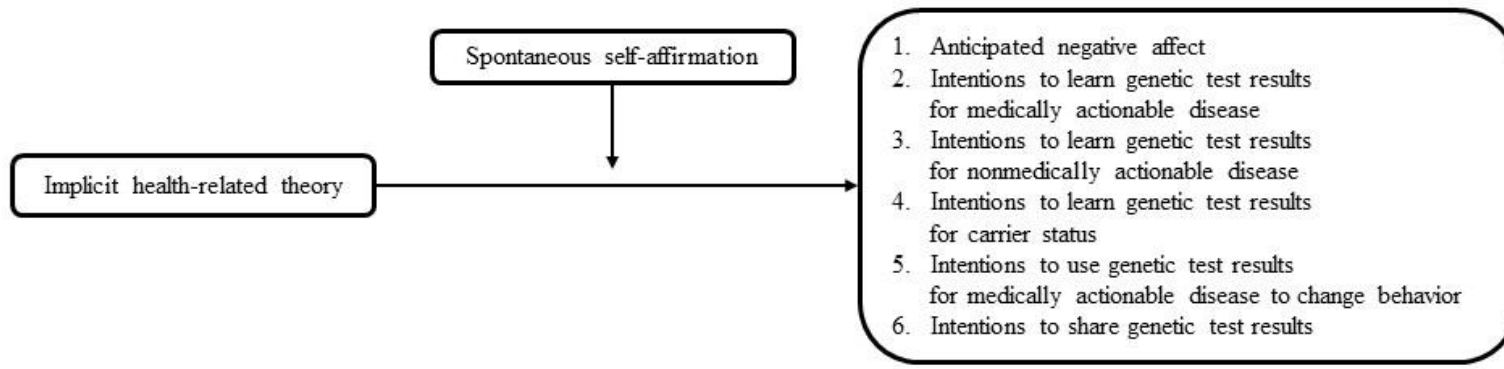 Spontaneous self-affirmation
Implicit health-related theory
1. Anticipated negative affect
2. Intentions to learn genetic test results
for medically actionable disease
3. Intentions to learn genetic test results
for nonmedically actionable disease
4. Intentions to learn genetic test results
for carrier status
5. Intentions to use genetic test results
for medically actionable disease to change behavior
6. Intentions to share genetic test results